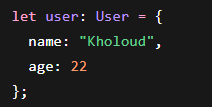 let user: User = {
  name: "Kholoud",
  age: 22
};